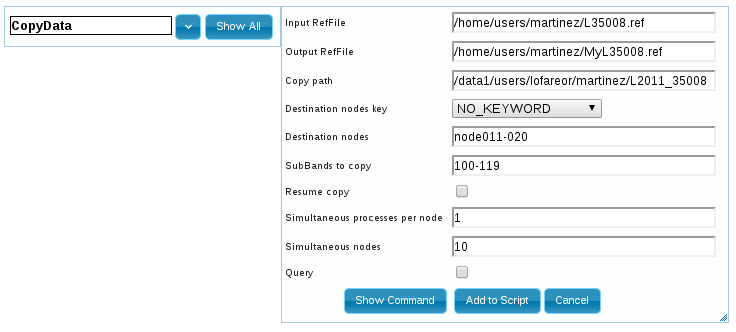 CopyData
Show All
Input RefFile
/home/users/martinez/L35008.ref
Output RefFile
/home/users/martinez/MyL35008.ref
Copy path
/data1/users/lofareor/martinez/L2011_35008
Destination nodes key
NO_KEYWORD
Destination nodes
node011-020
SubBands to copy
100-119
Resume copy
Simultaneous processes per node
1
Simultaneous nodes
10
Query
Show Command
Add to Script
Cancel